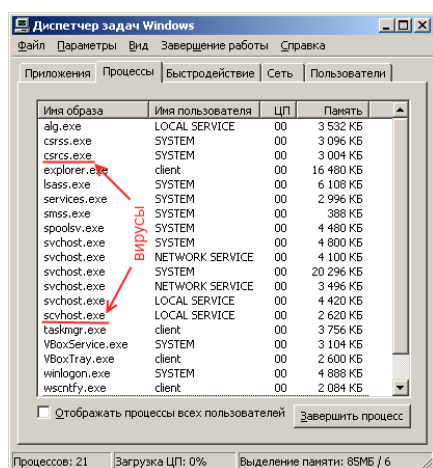 Диспетчер задач Windows
Файл Параметры Вид Завершение работы Справка
Приложения Процессы Быстродействие Сеть Пользователи
Имя образа Имя пользователя ЦП Память
alg.exe LOCAL SERVICE 00 3 532 КБ
csrss.exe SYSTEM 00 3 096 КБ
csrcs.exe SYSTEM 00 3 004 КБ
explorer.exe client 00 16 480 КБ
lsass.exe SYSTEM 00 6 108 КБ
services.exe SYSTEM 00 2 996 КБ
smss.exe SYSTEM 00 388 КБ
spoolsv.exe SYSTEM 00 4 480 КБ
svchost.exe SYSTEM 00 4 800 КБ
svchost.exe NETWORK SERVICE 00 4 100 КБ
svchost.exe SYSTEM 00 20 296 КБ
svchost.exe NETWORK SERVICE 00 3 496 КБ
svchost.exe LOCAL SERVICE 00 4 420 КБ
scvhost.exe LOCAL SERVICE 00 2 620 КБ
taskmgr.exe client 00 3 756 КБ
VBoxService.exe SYSTEM 00 3 104 КБ
VBoxTray.exe client 00 2 600 КБ
winlogon.exe SYSTEM 00 4 888 КБ
wscntfy.exe client 00 2 084 КБ
вирусы
Отображать процессы всех пользователей Завершить процесс
Процессов: 21 Загрузка ЦП: 0% Выделение памяти: 85МБ / 6